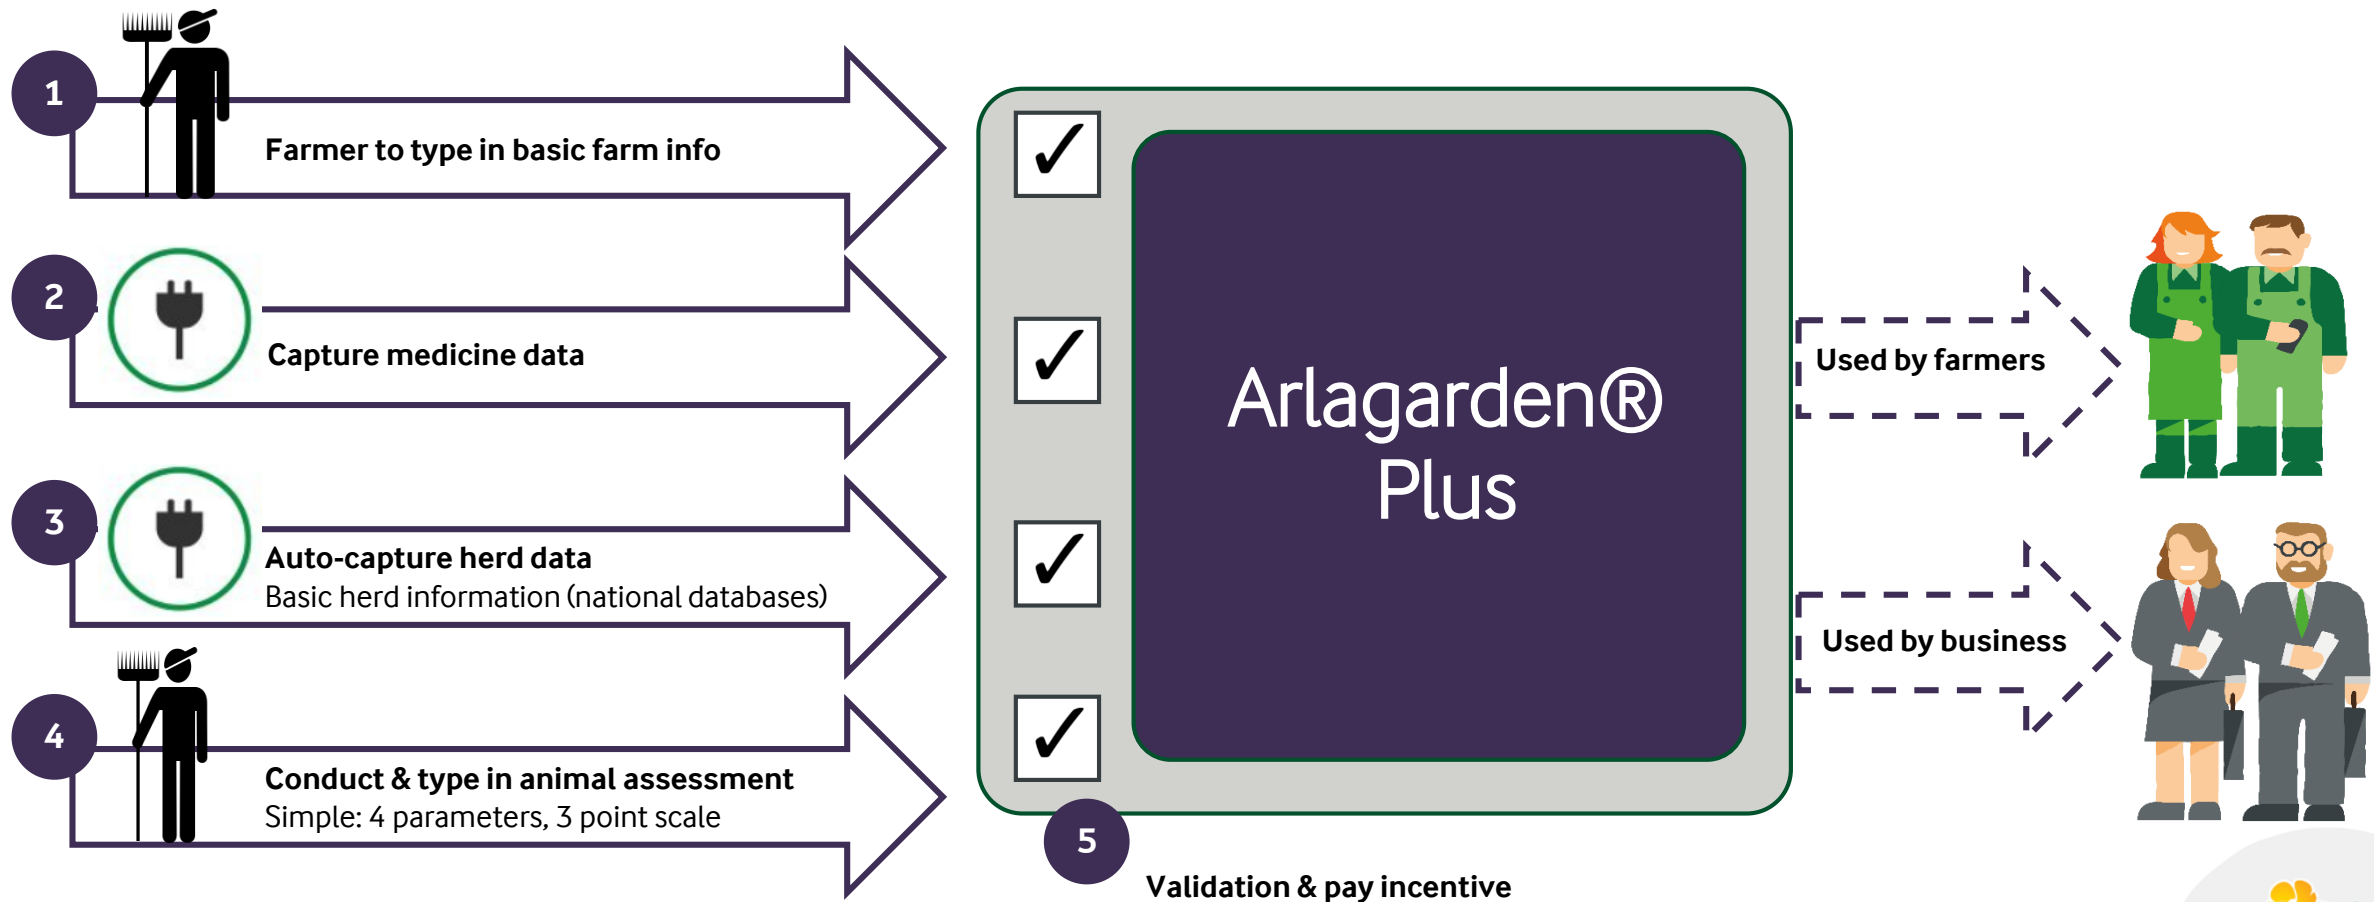 1
Farmer to type in basic farm info
2
Capture medicine data
3
Auto-capture herd data
Basic herd information (national databases)
4
Conduct & type in animal assessment
Simple: 4 parameters, 3 point scale
Arlagarden®
Plus
5
Validation & pay incentive
Used by farmers
Used by business